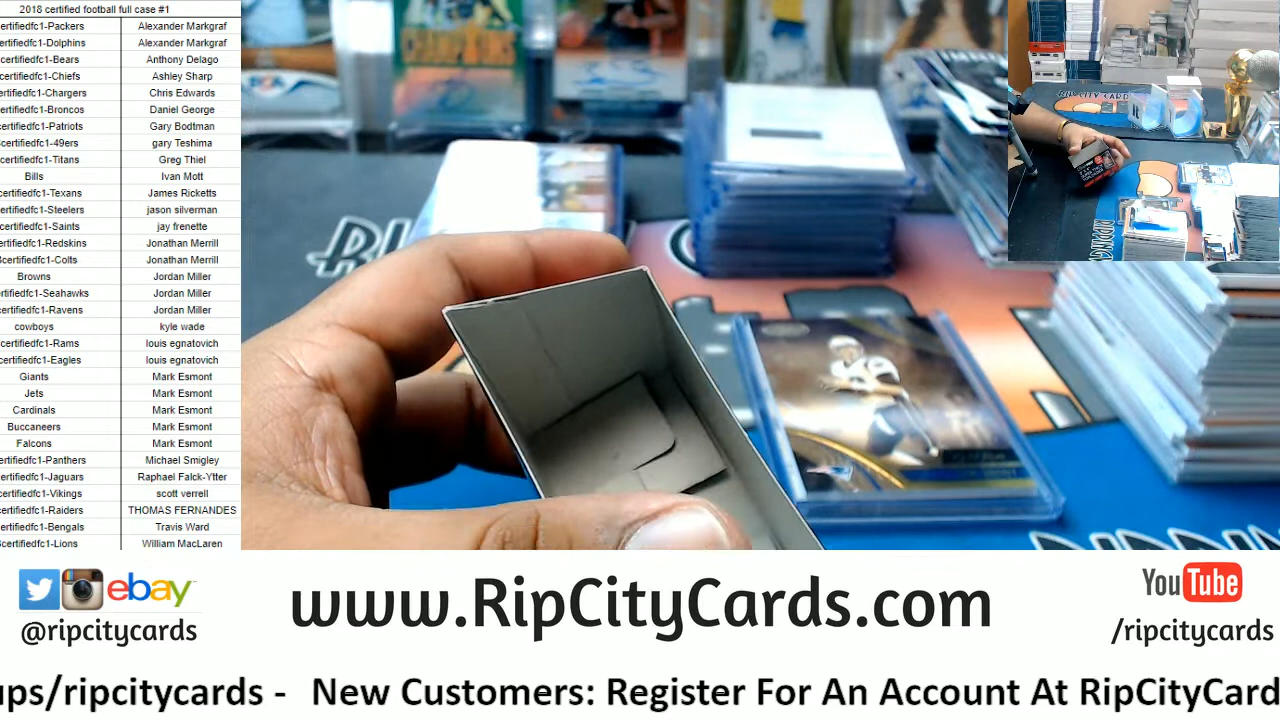 2018 certified football full case #1
ertifiedfc1-Packers Alexander Markgraf
ertifiedfc1-Dolphins Alexander Markgraf
certifiedfc1-Bears Anthony Delago
certifiedfc1-Chiefs Ashley Sharp
ertifiedfc1-Chargers Chris Edwards
ertifiedfc1-Broncos Daniel George
ertifiedfc1-Patriots Gary Bodtman
certifiedfc1-49ers gary Teshima
certifiedfc1-Titans Greg Thiel
Bills Ivan Mott
certifiedfc1-Texans James Ricketts
ertifiedfc1-Steelers jason silverman
certifiedfc1-Saints jay frenette
ertifiedfc1-Redskins Jonathan Merrill
certifiedfc1-Colts Jonathan Merrill
Browns Jordan Miller
rtifiedfc1-Seahawks Jordan Miller
certifiedfc1-Ravens Jordan Miller
cowboys kyle wade
certifiedfc1-Rams louis egnatovich
certifiedfc1-Eagles louis egnatovich
Giants Mark Esmont
Jets Mark Esmont
Cardinals Mark Esmont
Buccaneers Mark Esmont
Falcons Mark Esmont
ertifiedfc1-Panthers Michael Smigley
ertifiedfc1-Jaguars Raphael Falck-Ytter
certifiedfc1-Vikings scott verrell
certifiedfc1-Raiders THOMAS FERNANDES
ertifiedfc1-Bengals Travis Ward
certifiedfc1-Lions William MacLaren
RIP CITY CARDS
ebay
@ripcitycards
www.RipCityCards.com
YouTube
/ripcitycards
ups/ripcitycards - New Customers: Register For An Account At RipCityCard